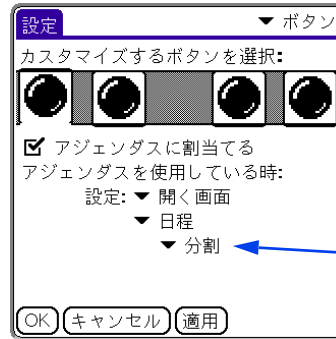 設定 ▼ ボタン
カスタマイズするボタンを選択:
アジェンダスに割当てる
アジェンダスを使用している時:
設定: ▼ 開く画面
▼ 日程
▼ 分割
OK キャンセル 適用